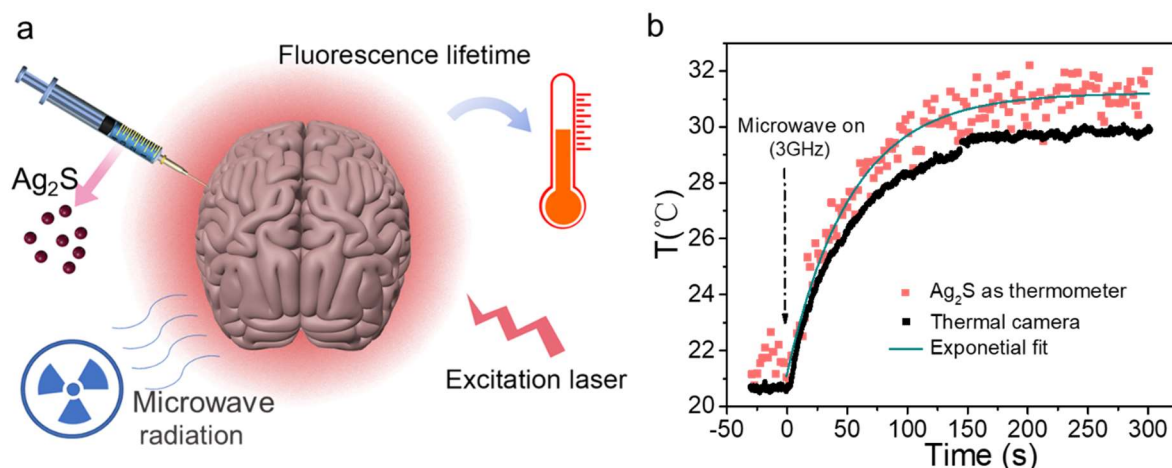 a
Fluorescence lifetime
Ag₂S
Microwave
radiation
Excitation laser
b
T(℃)
32
30
28
26
24
22
20
Microwave on
(3GHz)
Ag₂S as thermometer
Thermal camera
Exponetial fit
-50 0 50 100 150 200 250 300
Time (s)